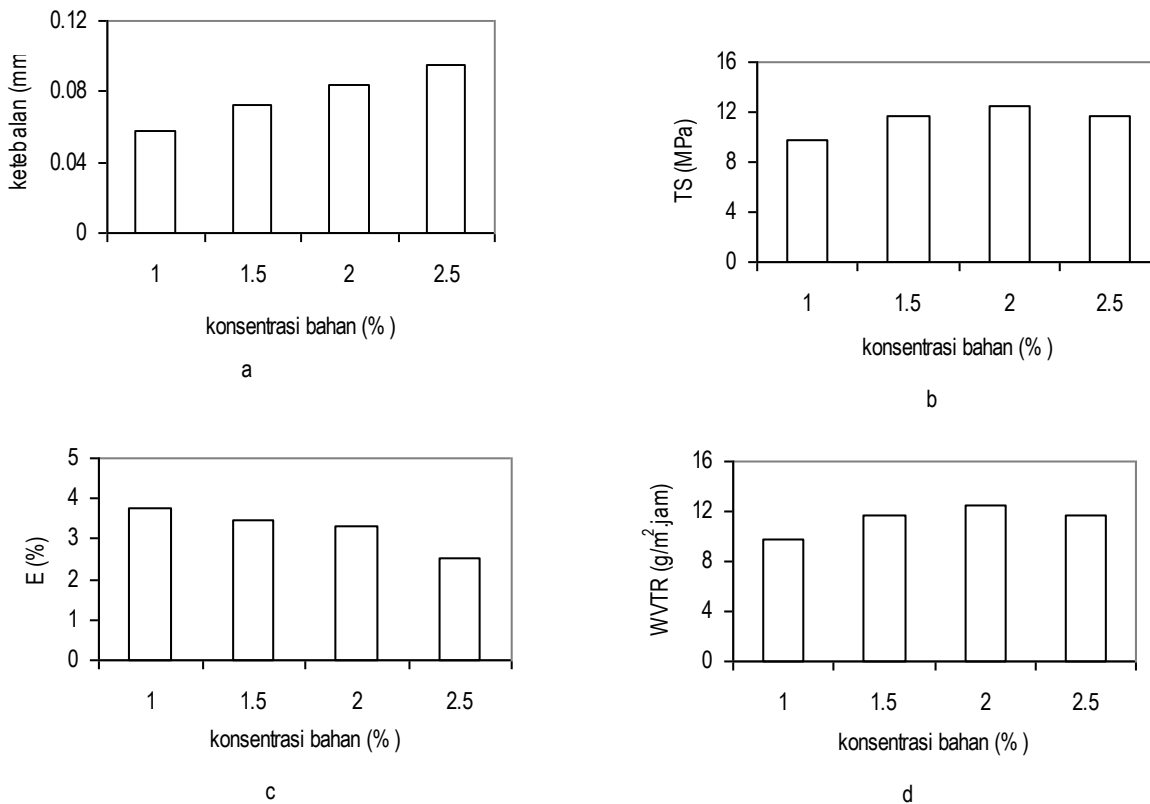 0.12
0.08
0.04
0
ketebalan (mm
1 1.5 2 2.5
konsentrasi bahan (% )
a
16
12
8
4
0
TS (MPa)
1 1.5 2 2.5
konsentrasi bahan (% )
b
5
4
3
2
1
0
E (%)
1 1.5 2 2.5
konsentrasi bahan (% )
c
16
12
8
4
0
WVTR (g/m².jam)
1 1.5 2 2.5
konsentrasi bahan (% )
d